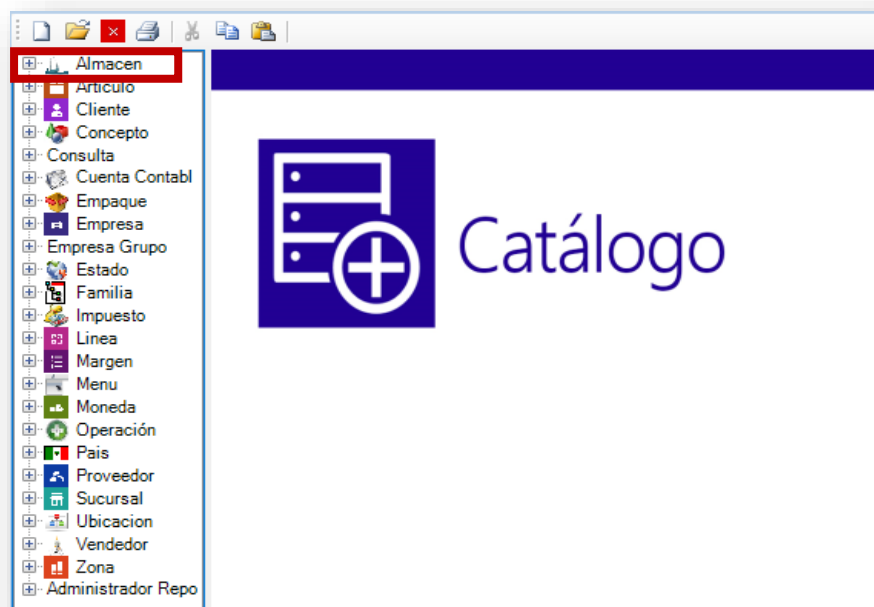 Almacen
Articulo
Cliente
Concepto
Consulta
Cuenta Contabl
Empaque
Empresa
Empresa Grupo
Estado
Familia
Impuesto
Linea
Margen
Menu
Moneda
Operación
Pais
Proveedor
Sucursal
Ubicacion
Vendedor
Zona
Administrador Repo
Catálogo